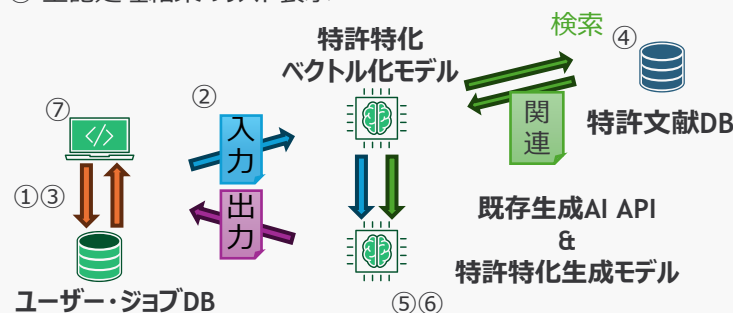 特許特化
ベクトル化モデル
検索
④
特許文献DB
関連
⑦
②
入力
出力
①③
既存生成AI API
&
特許特化生成モデル
ユーザー・ジョブDB
⑤⑥